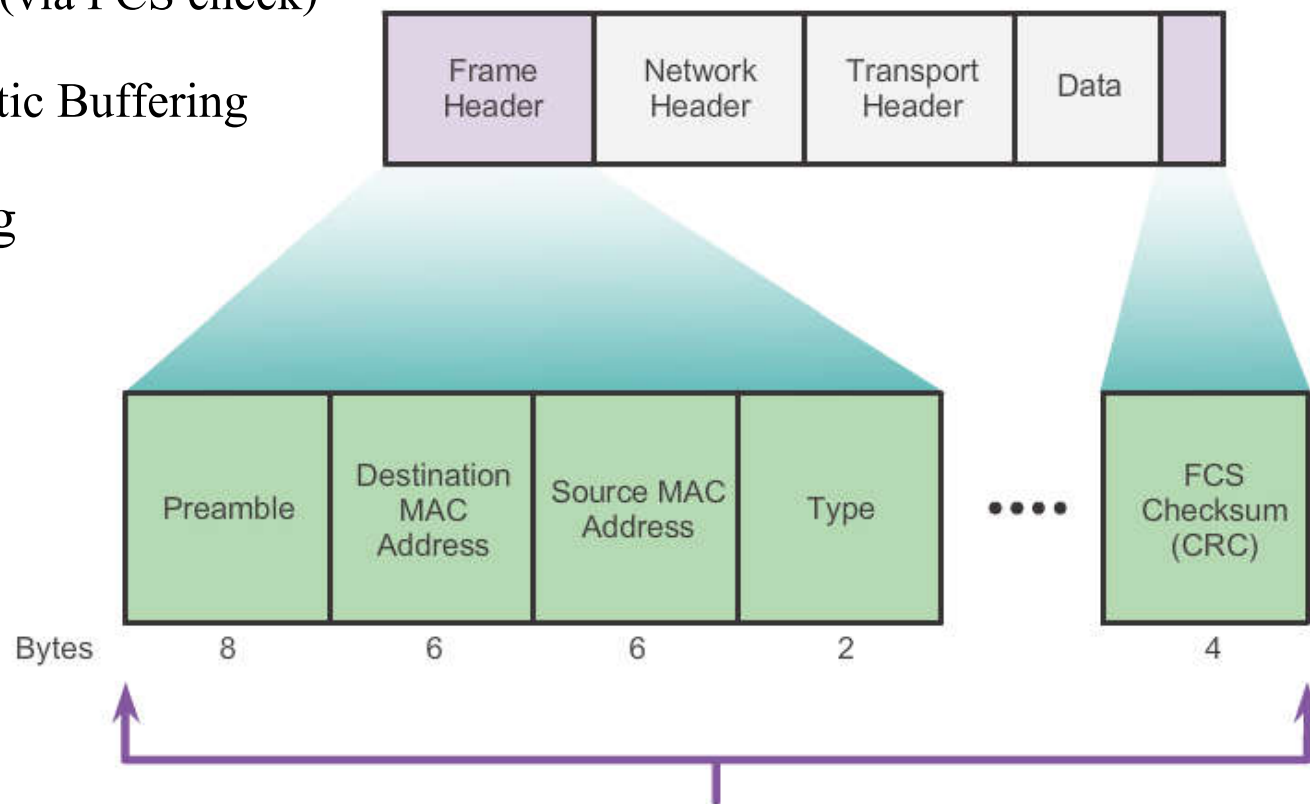 (via FCS check)
tic Buffering
g
Frame
Header
Network
Header
Transport
Header
Data
Preamble
Destination
MAC
Address
Source MAC
Address
Type
••••
FCS
Checksum
(CRC)
Bytes 8 6 6 2 4